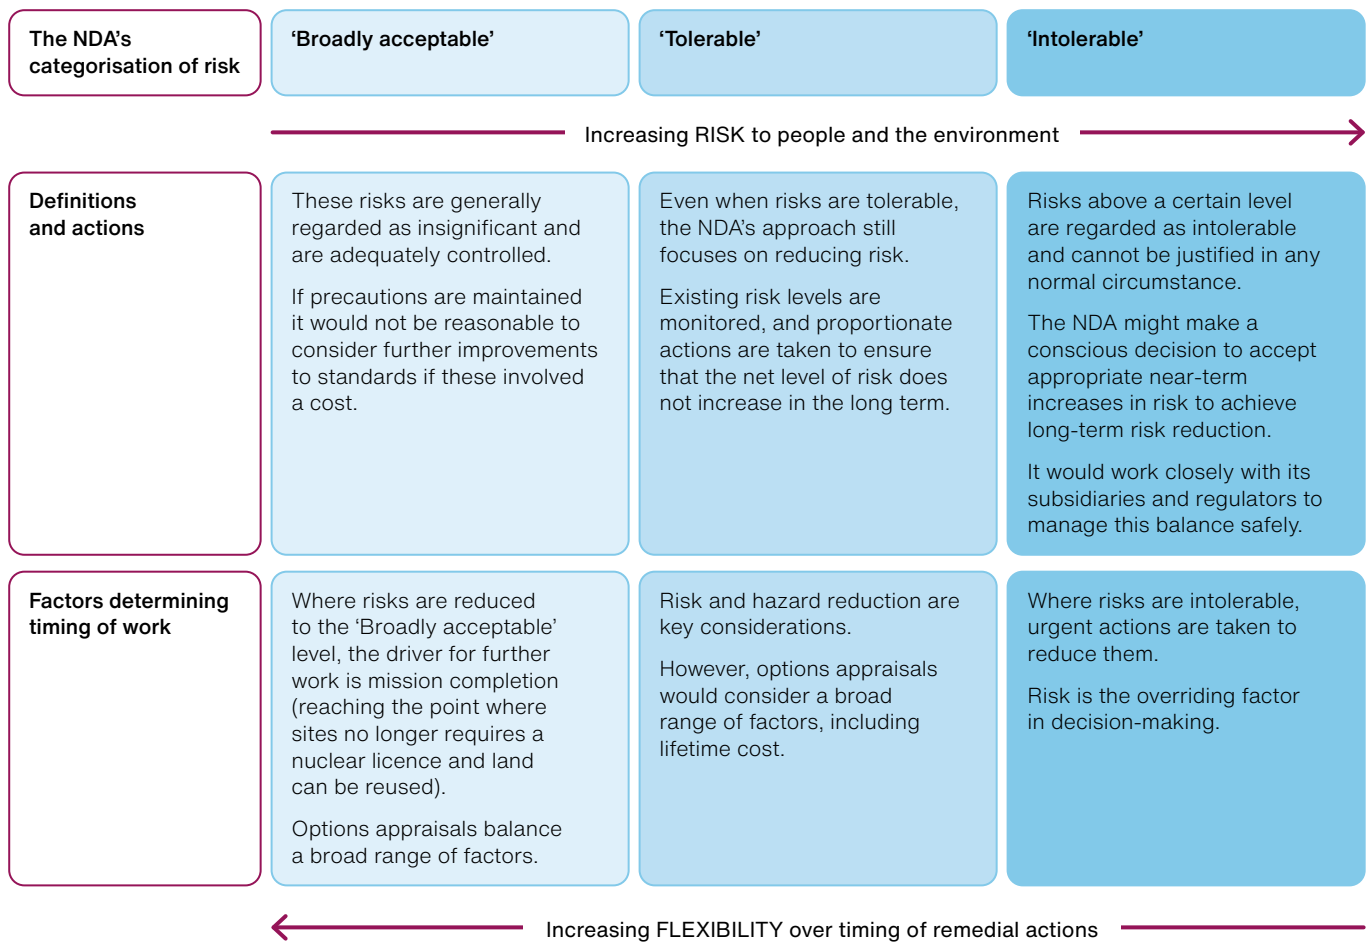 The NDA's
categorisation of risk
'Broadly acceptable'
'Tolerable'
'Intolerable'
Increasing RISK to people and the environment
Definitions
and actions
These risks are generally
regarded as insignificant and
are adequately controlled.
If precautions are maintained
it would not be reasonable to
consider further improvements
to standards if these involved
a cost.
Even when risks are tolerable,
the NDA's approach still
focuses on reducing risk.
Existing risk levels are
monitored, and proportionate
actions are taken to ensure
that the net level of risk does
not increase in the long term.
Risks above a certain level
are regarded as intolerable
and cannot be justified in any
normal circumstance.
The NDA might make a
conscious decision to accept
appropriate near-term
increases in risk to achieve
long-term risk reduction.
It would work closely with its
subsidiaries and regulators to
manage this balance safely.
Factors determining
timing of work
Where risks are reduced
to the 'Broadly acceptable'
level, the driver for further
work is mission completion
(reaching the point where
sites no longer requires a
nuclear licence and land
can be reused).
Options appraisals balance
a broad range of factors.
Risk and hazard reduction are
key considerations.
However, options appraisals
would consider a broad
range of factors, including
lifetime cost.
Where risks are intolerable,
urgent actions are taken to
reduce them.
Risk is the overriding factor
in decision-making.
Increasing FLEXIBILITY over timing of remedial actions